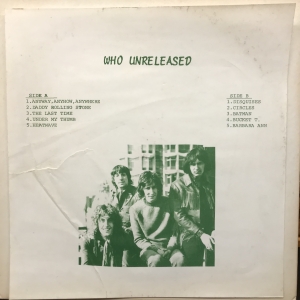 WHO UNRELEASED
SIDE A
1.ANYWAY,ANYHOW,ANYWHERE
2.DADDY ROLLING STONE
3.THE LAST TIME
4.UNDER MY THUMB
5.HEATWAVE
SIDE B
1.DISGUISES
2.CIRCLES
3.BATMAN
4.BUCKET T.
5.BARBARA ANN